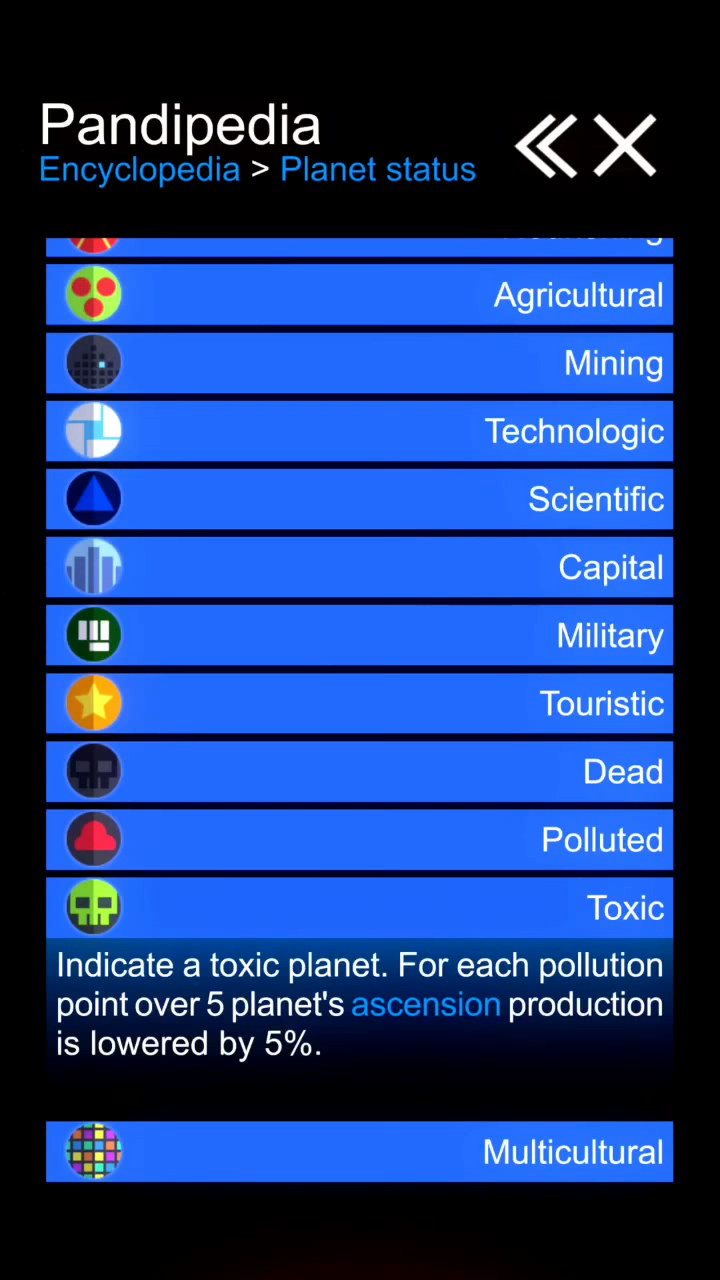 Pandipedia
Encyclopedia > Planet status
Agricultural
Mining
Technologic
Scientific
Capital
Military
Touristic
Dead
Polluted
Toxic
Indicate a toxic planet. For each pollution
point over 5 planet's ascension production
is lowered by 5%.
Multicultural